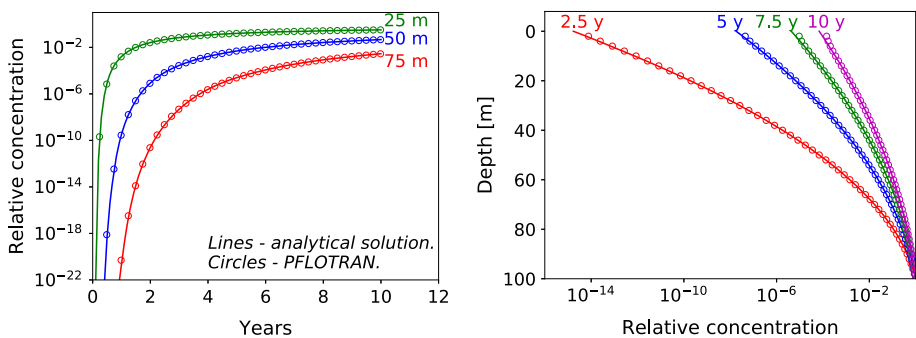 25 m
50 m
75 m
10⁻²
10⁻⁶
10⁻¹⁰
10⁻¹⁴
10⁻¹⁸
10⁻²²
Relative concentration
Lines - analytical solution.
Circles - PFLOTRAN.
0 2 4 6 8 10 12
Years
2.5 y 5 y 7.5 y 10 y
0
20
40
60
80
100
Depth [m]
10⁻¹⁴ 10⁻¹⁰ 10⁻⁶ 10⁻²
Relative concentration